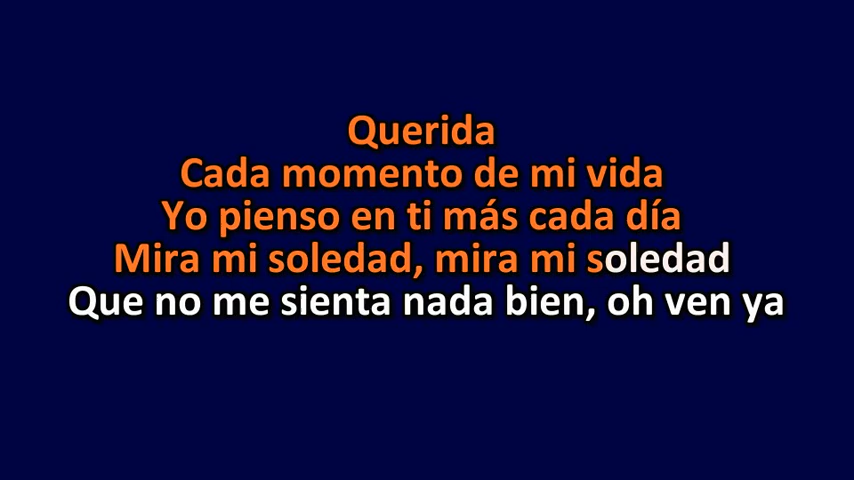 Querida
Cada momento de mi vida
Yo pienso en ti más cada día
Mira mi soledad, mira mi soledad
Que no me sienta nada bien, oh ven ya